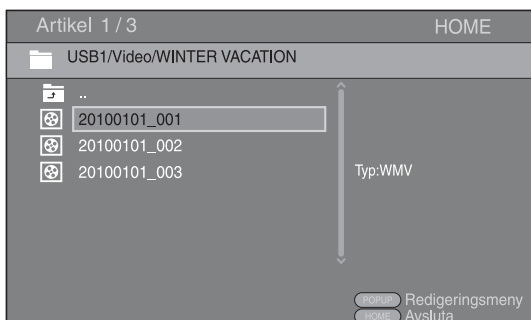 Artikel 1/3 HOME
USB1/Video/WINTER VACATION
..
20100101_001
20100101_002
20100101_003
Typ:WMV
POPUP Redigeringsmeny
HOME Avsluta